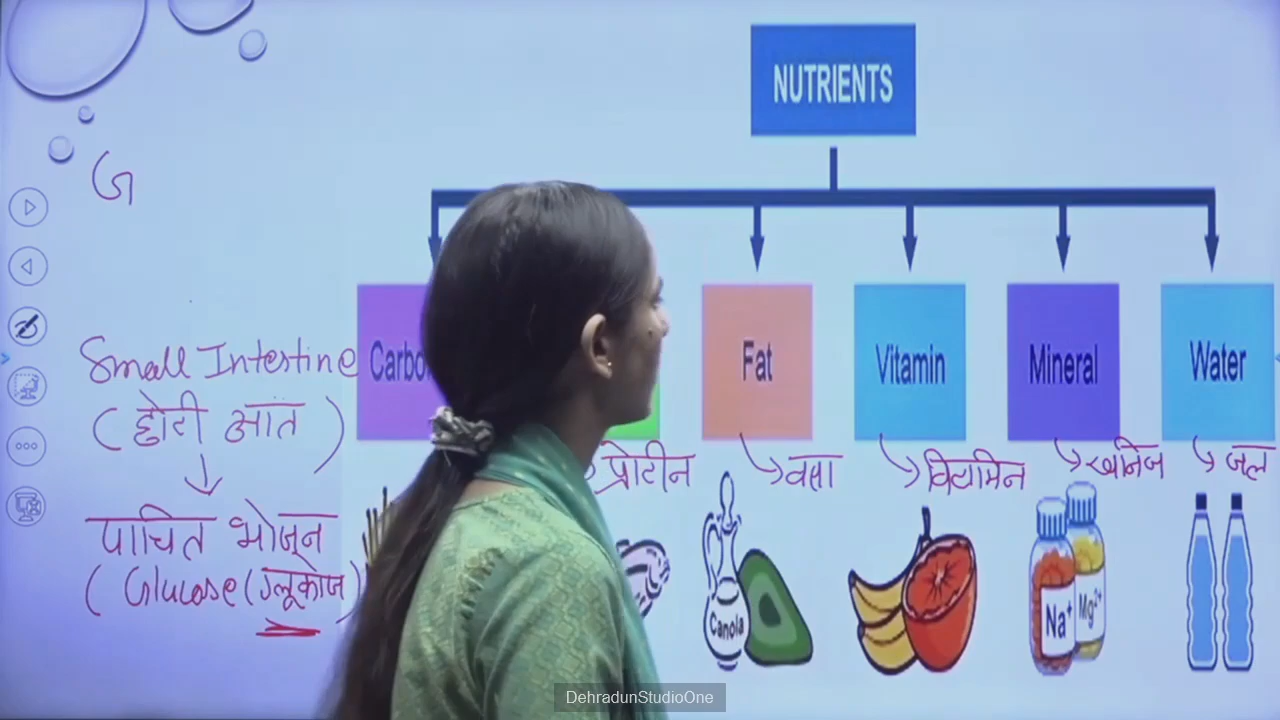 NUTRIENTS
G
Small Intestine
(छोटी आंत)
↓
पाचित भोजन
(Glucose (ग्लूकोज)
Carbo
Fat
Vitamin
Mineral
Water
प्रोटीन
वसा
विटामिन
खनिज
जल
Canola
Na+
Mg2+
DehradunStudioOne